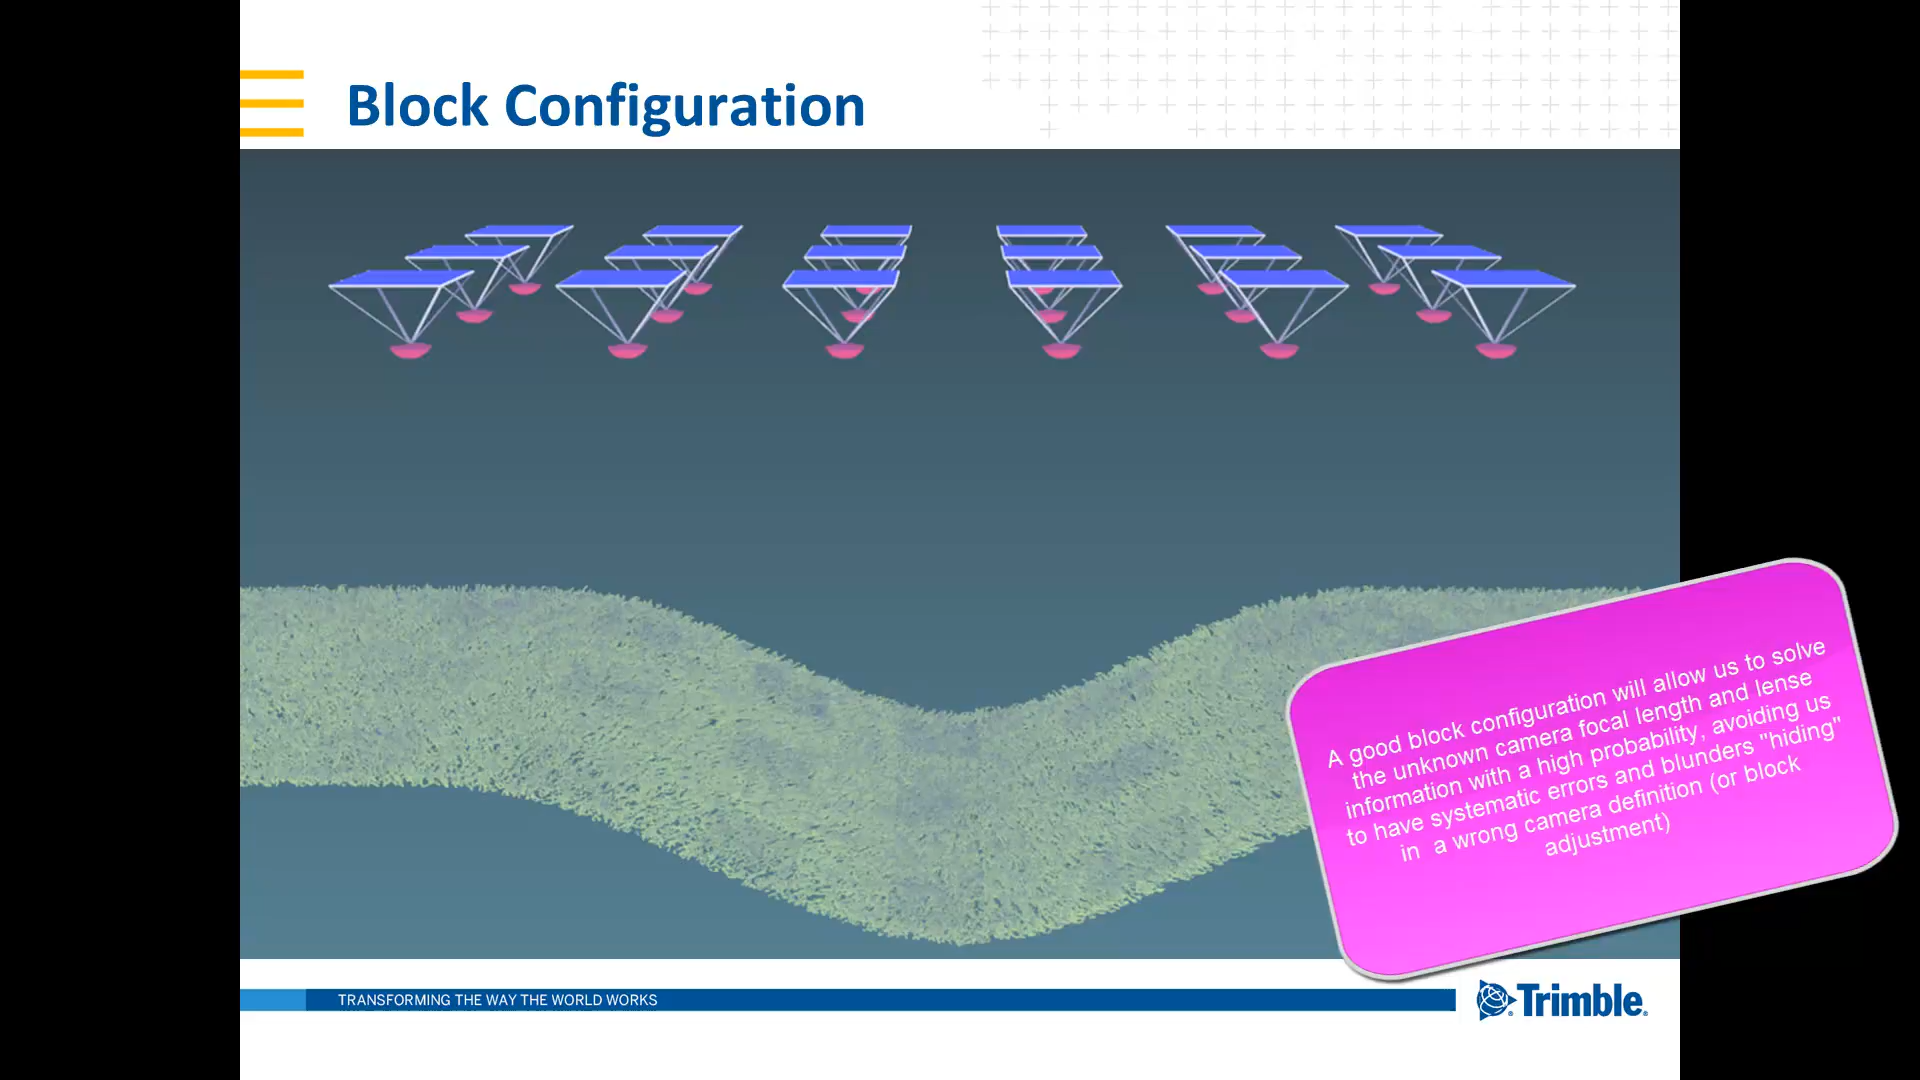 Block Configuration
A good block configuration will allow us to solve
the unknown camera focal length and lense
information with a high probability, avoiding us
to have systematic errors and blunders "hiding"
in a wrong camera definition (or block
adjustment)
TRANSFORMING THE WAY THE WORLD WORKS
Trimble